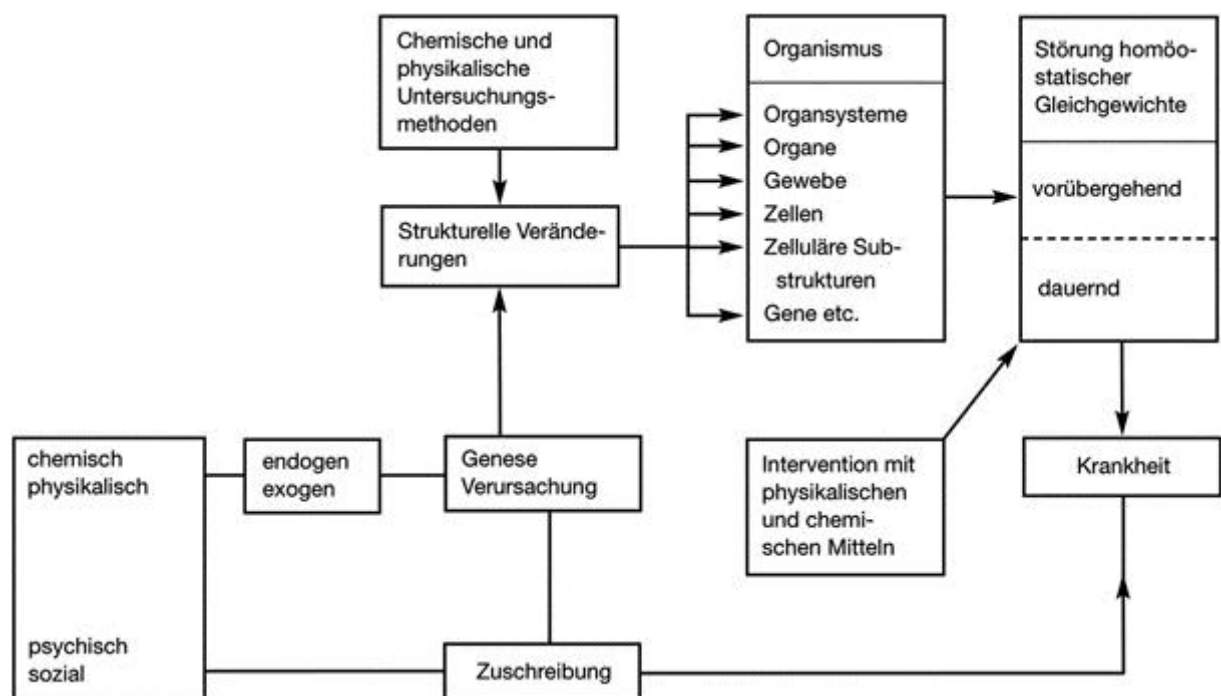 Chemische und
physikalische
Untersuchungs-
methoden
Organismus
Organsysteme
Organe
Gewebe
Zellen
Zelluläre Sub-
strukturen
Gene etc.
Störung homöo-
statischer
Gleichgewichte
vorübergehend
dauernd
Strukturelle Verände-
rungen
chemisch
physikalisch
psychisch
sozial
endogen
exogen
Genese
Verursachung
Intervention mit
physikalischen
und chemi-
schen Mitteln
Krankheit
Zuschreibung